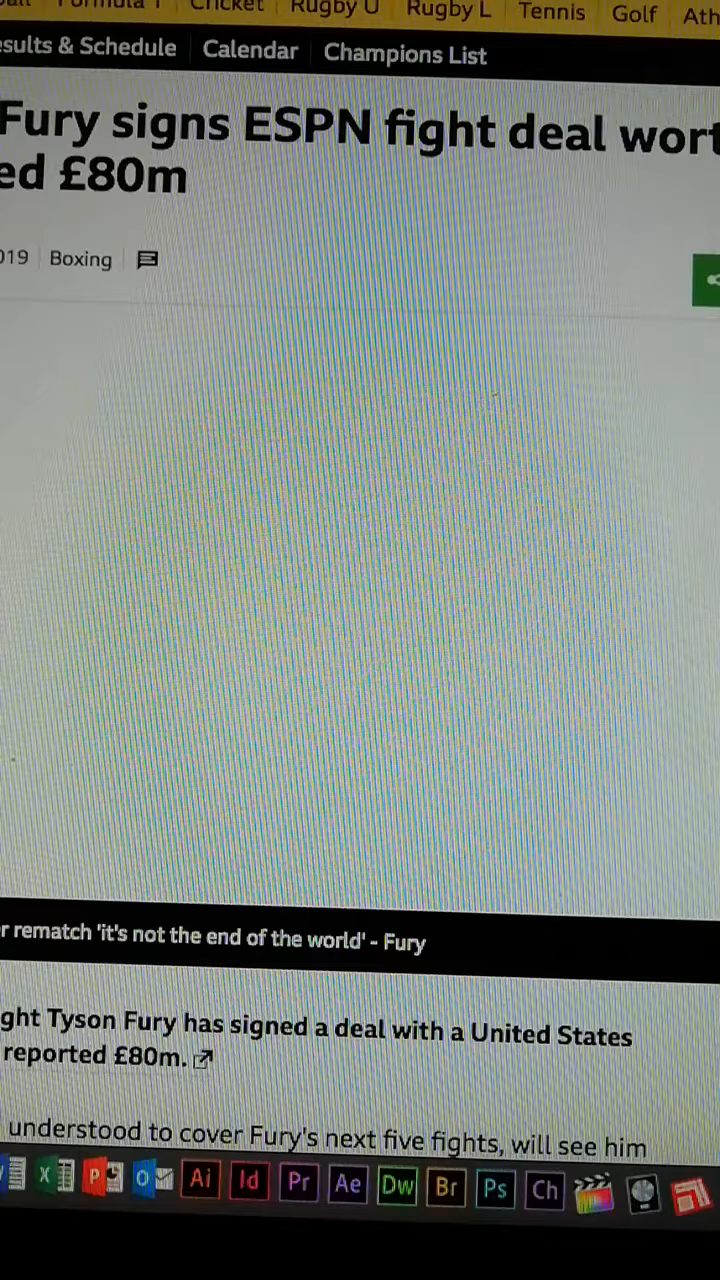 Cricket Rugby U Rugby L Tennis Golf Ath
esults & Schedule Calendar Champions List
Fury signs ESPN fight deal wort
ed £80m
019 Boxing
r rematch 'it's not the end of the world' - Fury
ght Tyson Fury has signed a deal with a United States
reported £80m.
understood to cover Fury's next five fights, will see him
X P O Ai Id Pr Ae Dw Br Ps Ch